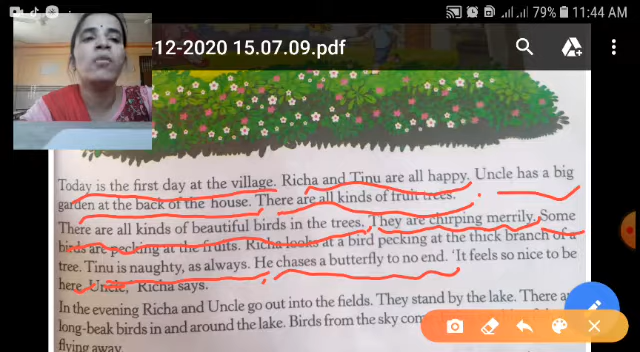 79% 11:44 AM
-12-2020 15.07.09.pdf
Today is the first day at the village. Richa and Tinu are all happy. Uncle has a big
garden at the back of the house. There are all kinds of fruit trees.
There are all kinds of beautiful birds in the trees. They are chirping merrily. Some
birds are pecking at the fruits. Richa looks at a bird pecking at the thick branch of a
tree. Tinu is naughty, as always. He chases a butterfly to no end. 'It feels so nice to be
here, Uncle,' Richa says.
In the evening Richa and Uncle go out into the fields. They stand by the lake. There
long-beak birds in and around the lake. Birds from the sky
flying away.